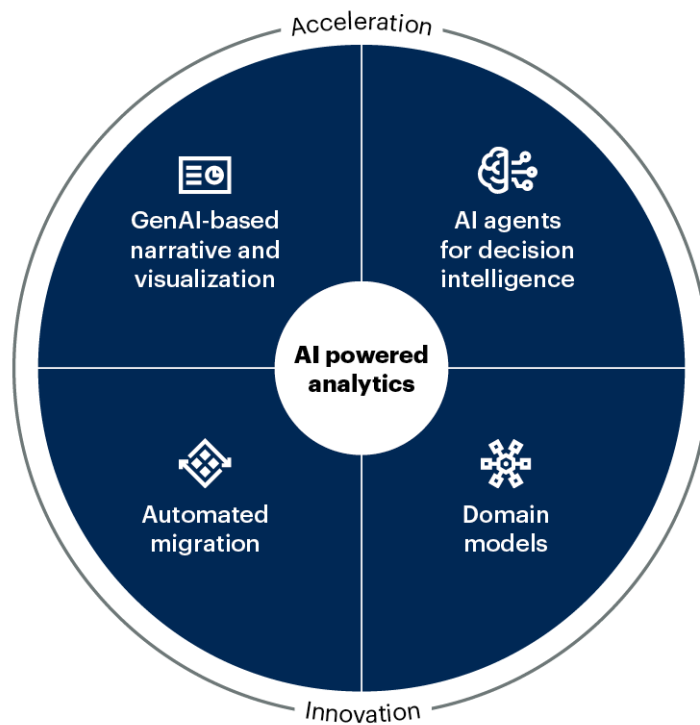 Acceleration
GenAI-based
narrative and
visualization
AI agents
for decision
intelligence
AI powered
analytics
Automated
migration
Domain
models
Innovation